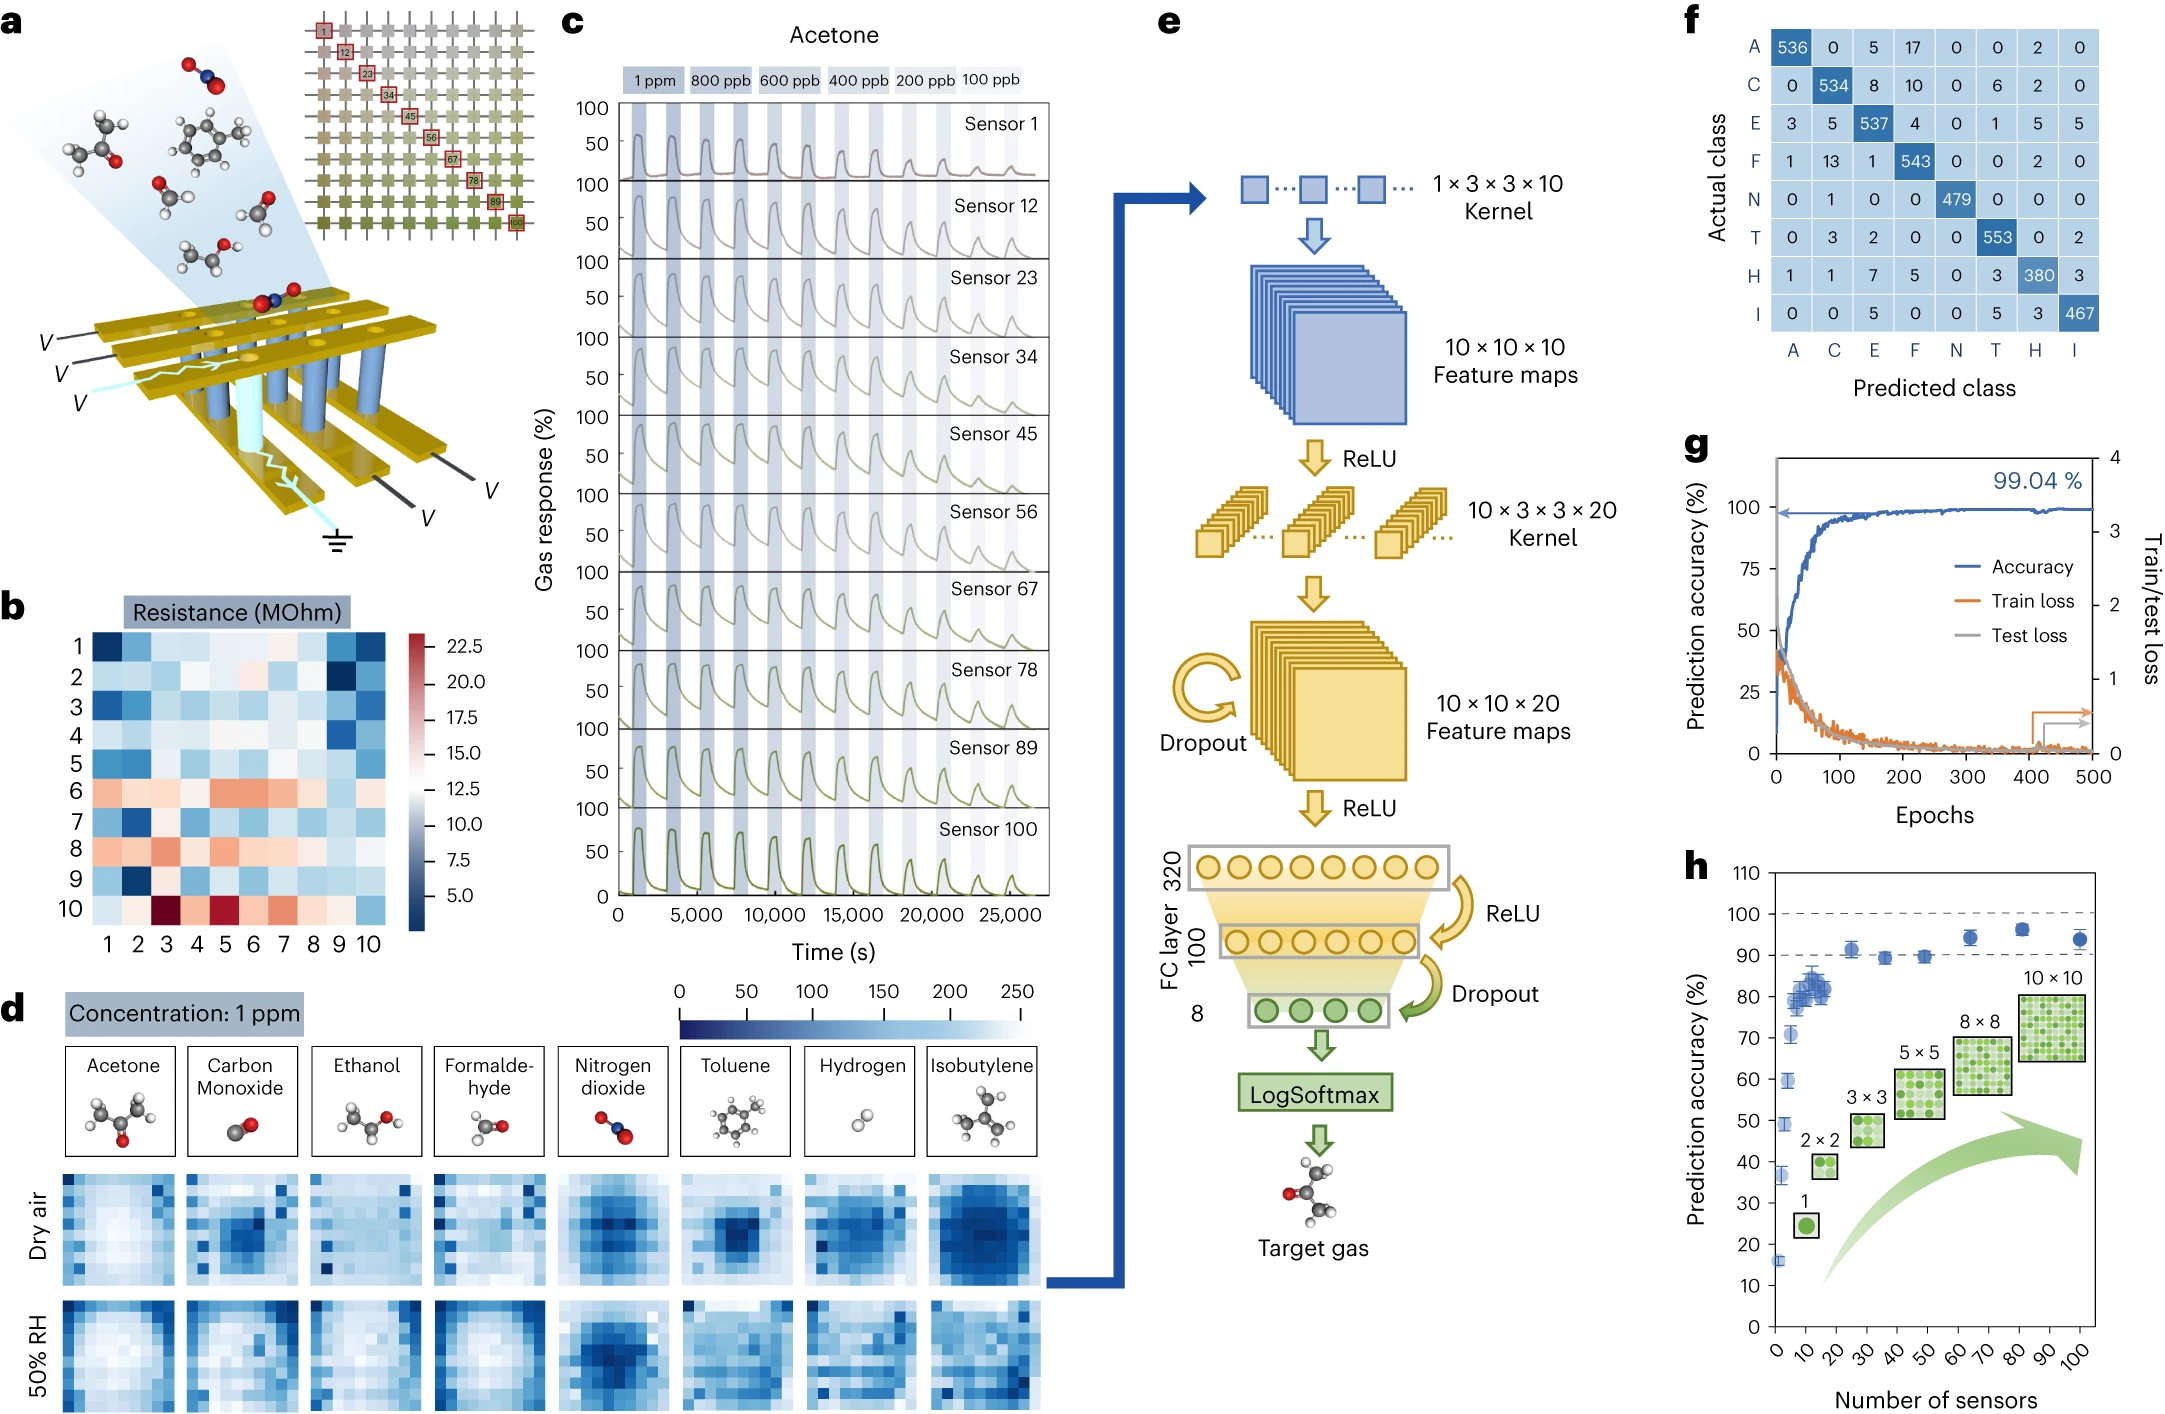 a
1
12
23
34
45
56
67
78
89
100
V
V
V
V
V
V
b
Resistance (MOhm)
1
2
3
4
5
6
7
8
9
10
1 2 3 4 5 6 7 8 9 10
22.5
20.0
17.5
15.0
12.5
10.0
7.5
5.0
c
Acetone
1 ppm 800 ppb 600 ppb 400 ppb 200 ppb 100 ppb
Gas response (%)
100
50
Sensor 1
100
50
Sensor 12
100
50
Sensor 23
100
50
Sensor 34
100
50
Sensor 45
100
50
Sensor 56
100
50
Sensor 67
100
50
Sensor 78
100
50
Sensor 89
100
50
0
Sensor 100
0 5,000 10,000 15,000 20,000 25,000
Time (s)
d
Concentration: 1 ppm
0 50 100 150 200 250
Acetone
Carbon
Monoxide
Ethanol
Formalde-
hyde
Nitrogen
dioxide
Toluene
Hydrogen
Isobutylene
Dry air
50% RH
e
1 × 3 × 3 × 10
Kernel
10 × 10 × 10
Feature maps
ReLU
10 × 3 × 3 × 20
Kernel
Dropout
10 × 10 × 20
Feature maps
ReLU
FC layer
320
100
8
ReLU
Dropout
LogSoftmax
Target gas
f
Actual class
A 536 0 5 17 0 0 2 0
C 0 534 8 10 0 6 2 0
E 3 5 537 4 0 1 5 5
F 1 13 1 543 0 0 2 0
N 0 1 0 0 479 0 0 0
T 0 3 2 0 0 553 0 2
H 1 1 7 5 0 3 380 3
I 0 0 5 0 0 5 3 467
A C E F N T H I
Predicted class
g
Prediction accuracy (%)
100
75
50
25
0
99.04 %
Accuracy
Train loss
Test loss
4
3
2
1
0
Train/test loss
0 100 200 300 400 500
Epochs
h
Prediction accuracy (%)
110
100
90
80
70
60
50
40
30
20
10
0
1
2 × 2
3 × 3
5 × 5
8 × 8
10 × 10
0 10 20 30 40 50 60 70 80 90 100
Number of sensors